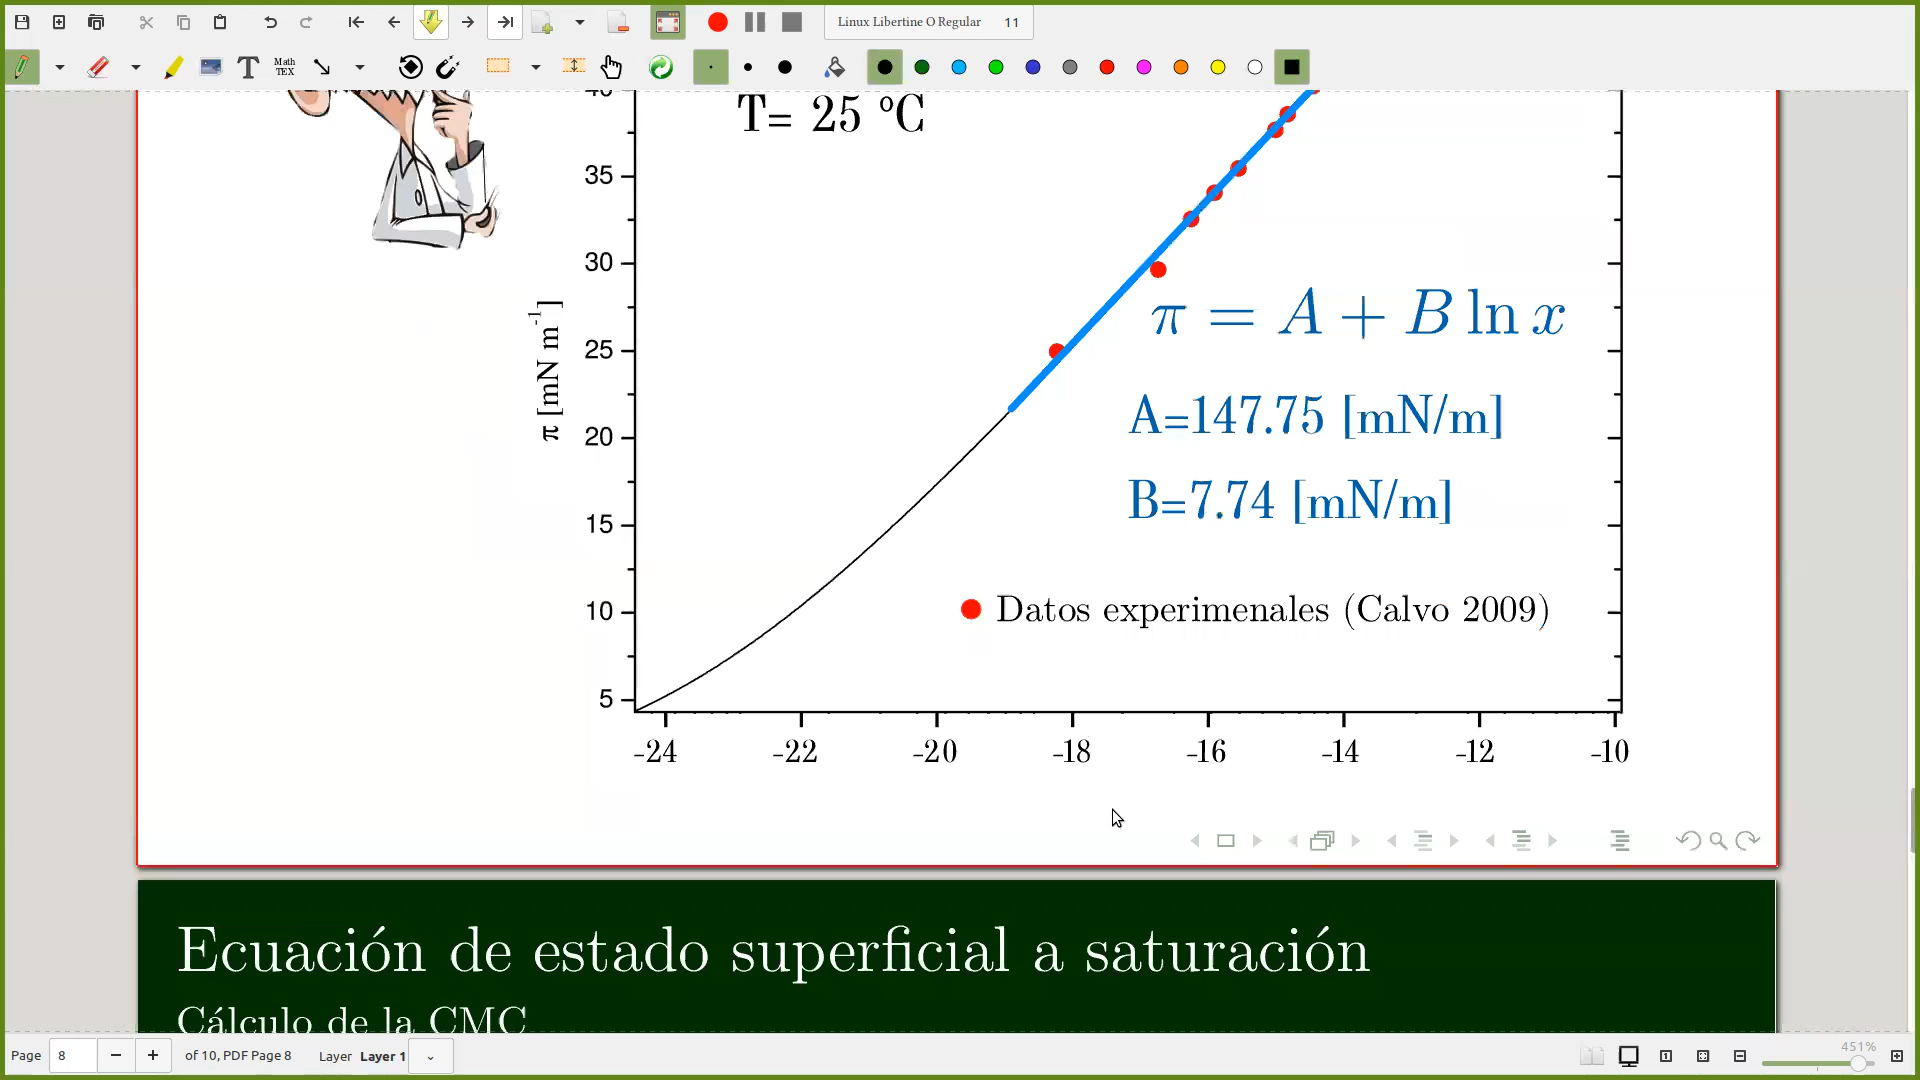 Linux Libertine O Regular 11
Math TEX
T= 25 ºC
35
30
25
20
15
10
5
π [mN m-1]
π = A + B ln x
A=147.75 [mN/m]
B=7.74 [mN/m]
Datos experimenales (Calvo 2009)
-24 -22 -20 -18 -16 -14 -12 -10
Ecuación de estado superficial a saturación
Cálculo de la CMC
Page 8 of 10, PDF Page 8 Layer Layer 1 451%